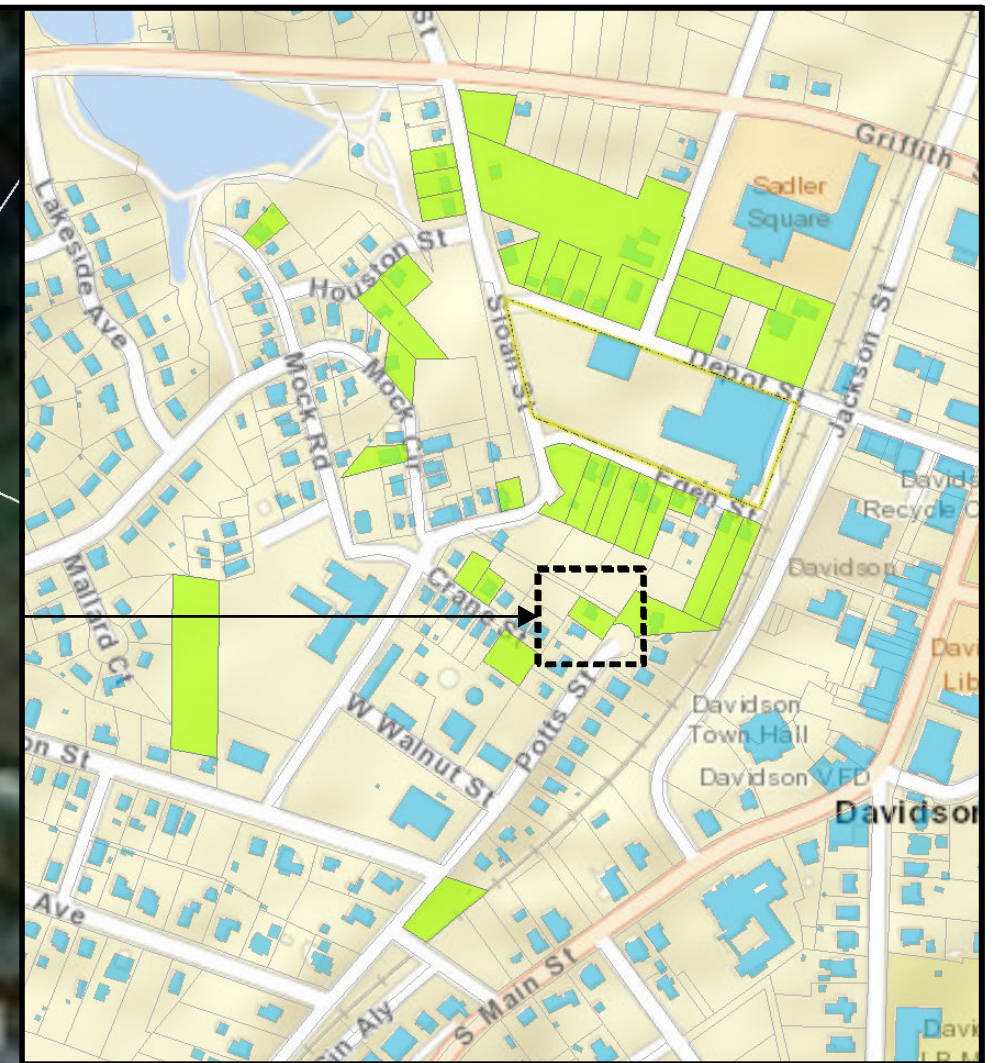 St
Griffith
Sadler
Square
Lakeside Ave
Houston St
Sloan St
Mock Rd
Mock Cir
Depot St
Jackson St
Eden St
Davids
Recycle C
Davidson
Mallard Ct
Crane St
Davi
Lib
Potts St
Davidson
Town Hall
W Walnut St
on St
Davidson VFD
Davidson
Ave
S Main St
in Aly
Davi